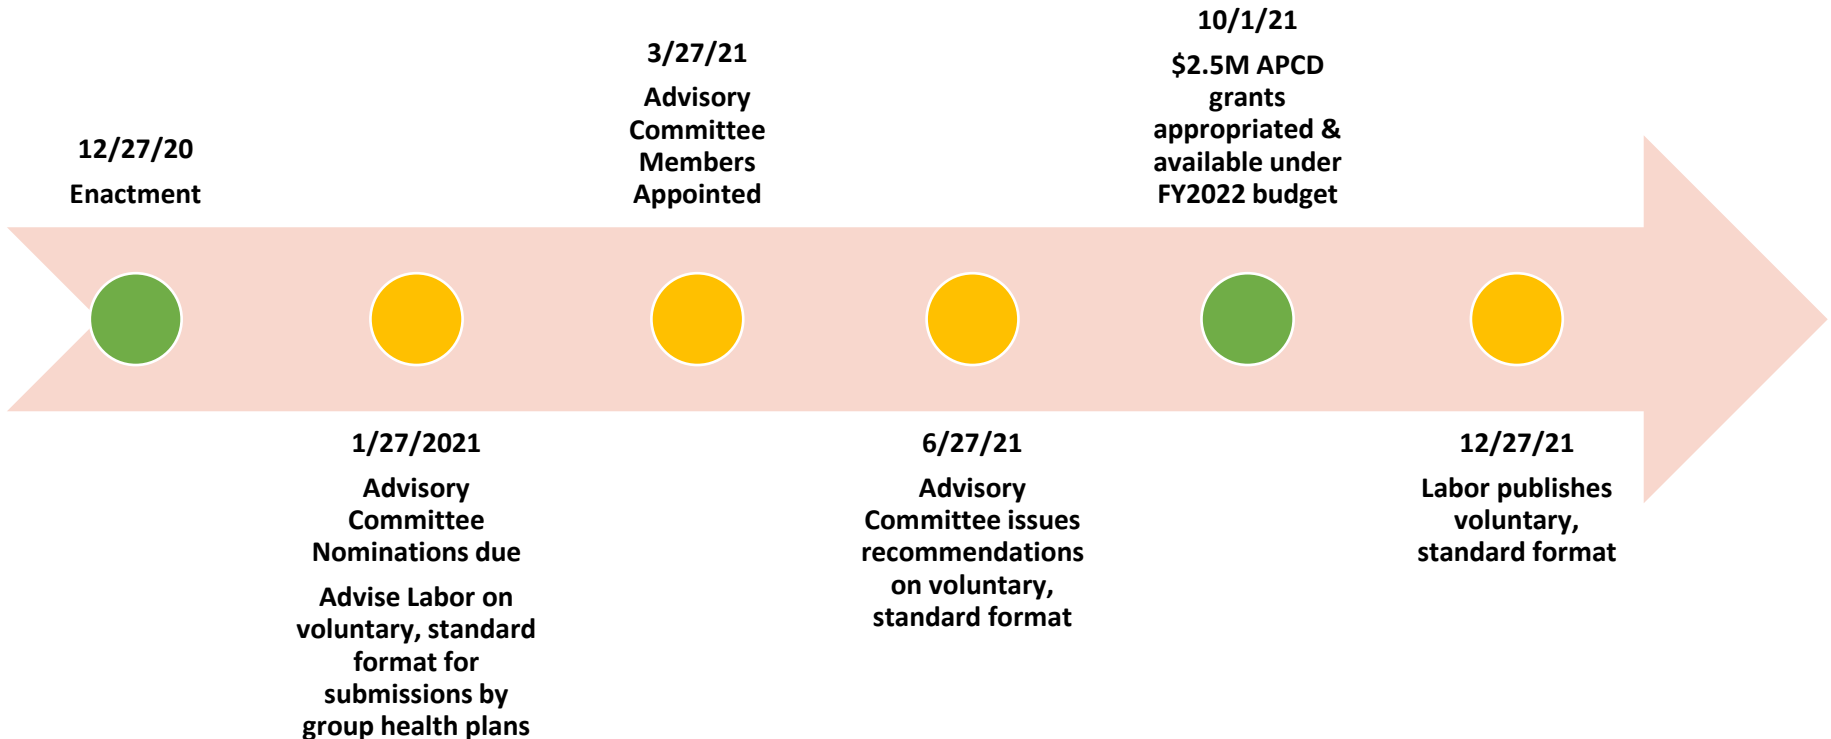 12/27/20
Enactment
1/27/2021
Advisory
Committee
Nominations due
Advise Labor on
voluntary, standard
format for
submissions by
group health plans
3/27/21
Advisory
Committee
Members
Appointed
6/27/21
Advisory
Committee issues
recommendations
on voluntary,
standard format
10/1/21
$2.5M APCD
grants
appropriated &
available under
FY2022 budget
12/27/21
Labor publishes
voluntary,
standard format